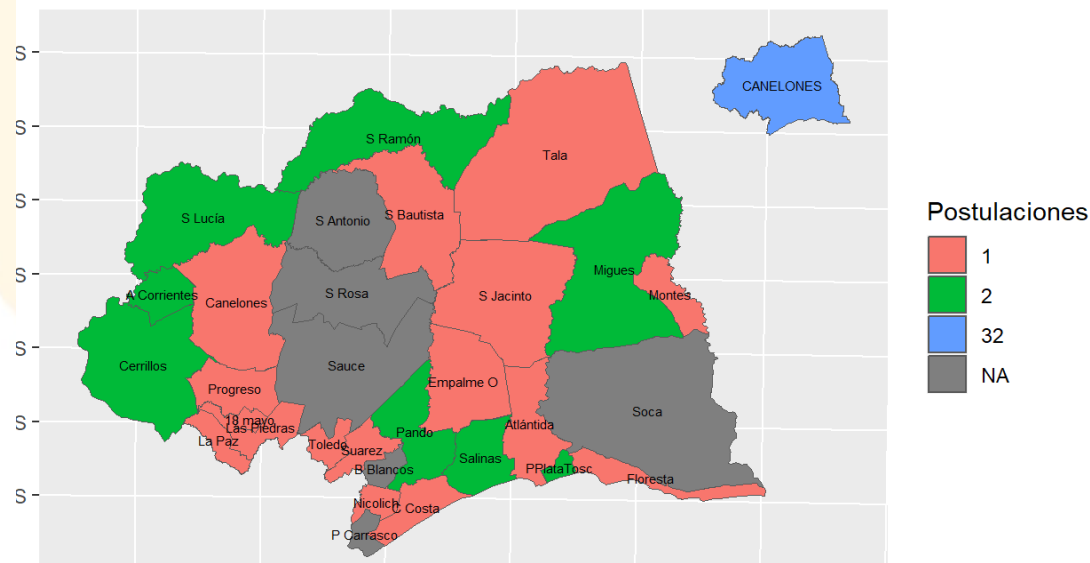 S
S
S
S
S
S
S
CANELONES
S Ramón
Tala
S Lucía
S Antonio
S Bautista
A Corrientes
Canelones
S Rosa
S Jacinto
Migues
Montes
Cerrillos
Progreso
Sauce
Empalme O
Soca
18 mayo
Las Piedras
La Paz
Toledo
Suarez
Pando
Atlántida
B Blancos
Salinas
PPlataTosc
Floresta
Nicolich
C Costa
P Carrasco
Postulaciones
1
2
32
NA